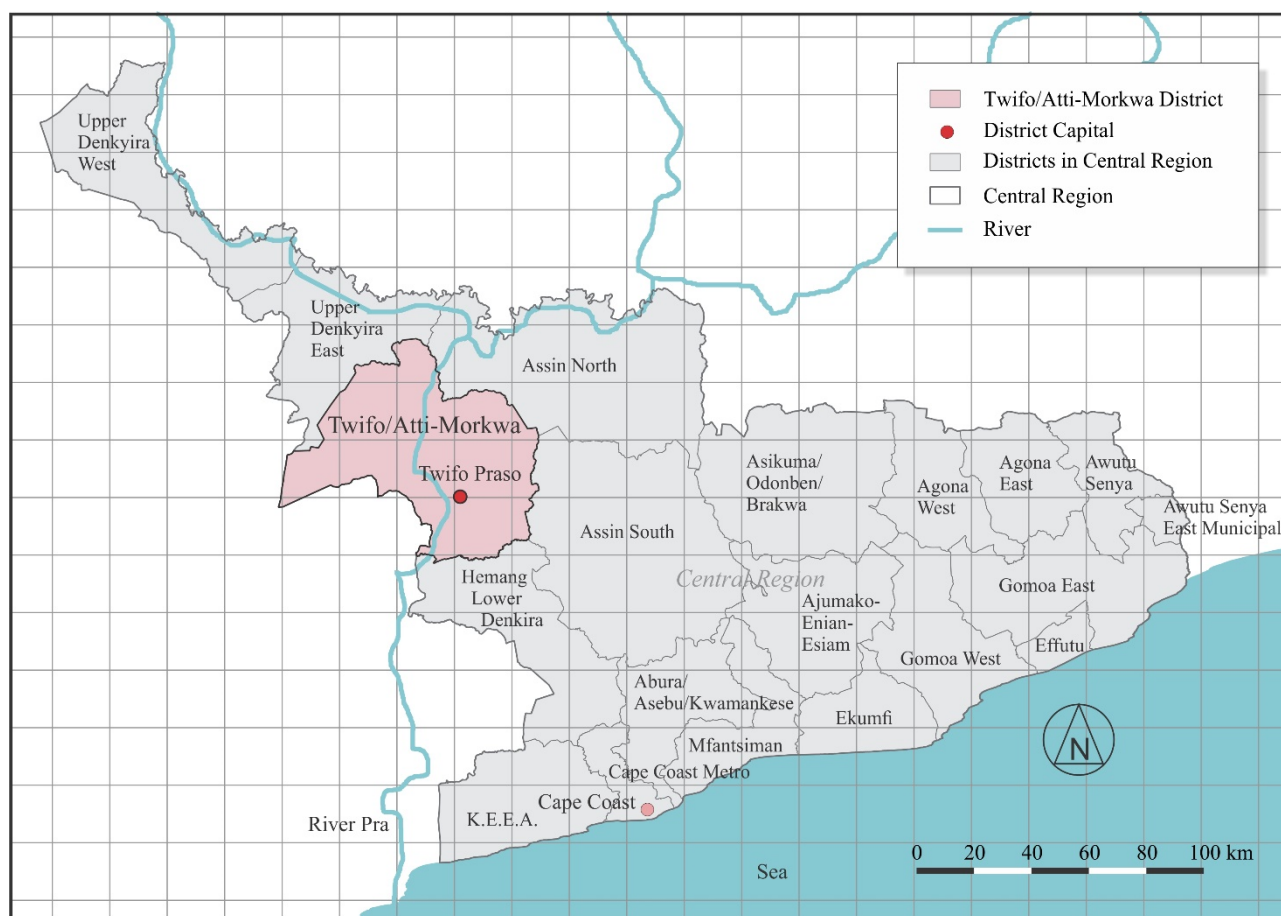 Upper
Denkyira
West
Twifo/Atti-Morkwa District
District Capital
Districts in Central Region
Central Region
River
Upper
Denkyira
East
Assin North
Twifo/Atti-Morkwa
Twifo Praso
Asikuma/
Odonben/
Brakwa
Agona
West
Agona
East
Awutu
Senya
Awutu Senya
East Municipal
Assin South
Central Region
Hemang
Lower
Denkira
Ajumako-
Enian-
Esiam
Gomoa East
Gomoa West
Effutu
Abura/
Asebu/Kwamankese
Ekumfi
Mfantsiman
Cape Coast Metro
Cape Coast
K.E.E.A.
River Pra
N
Sea
0 20 40 60 80 100 km